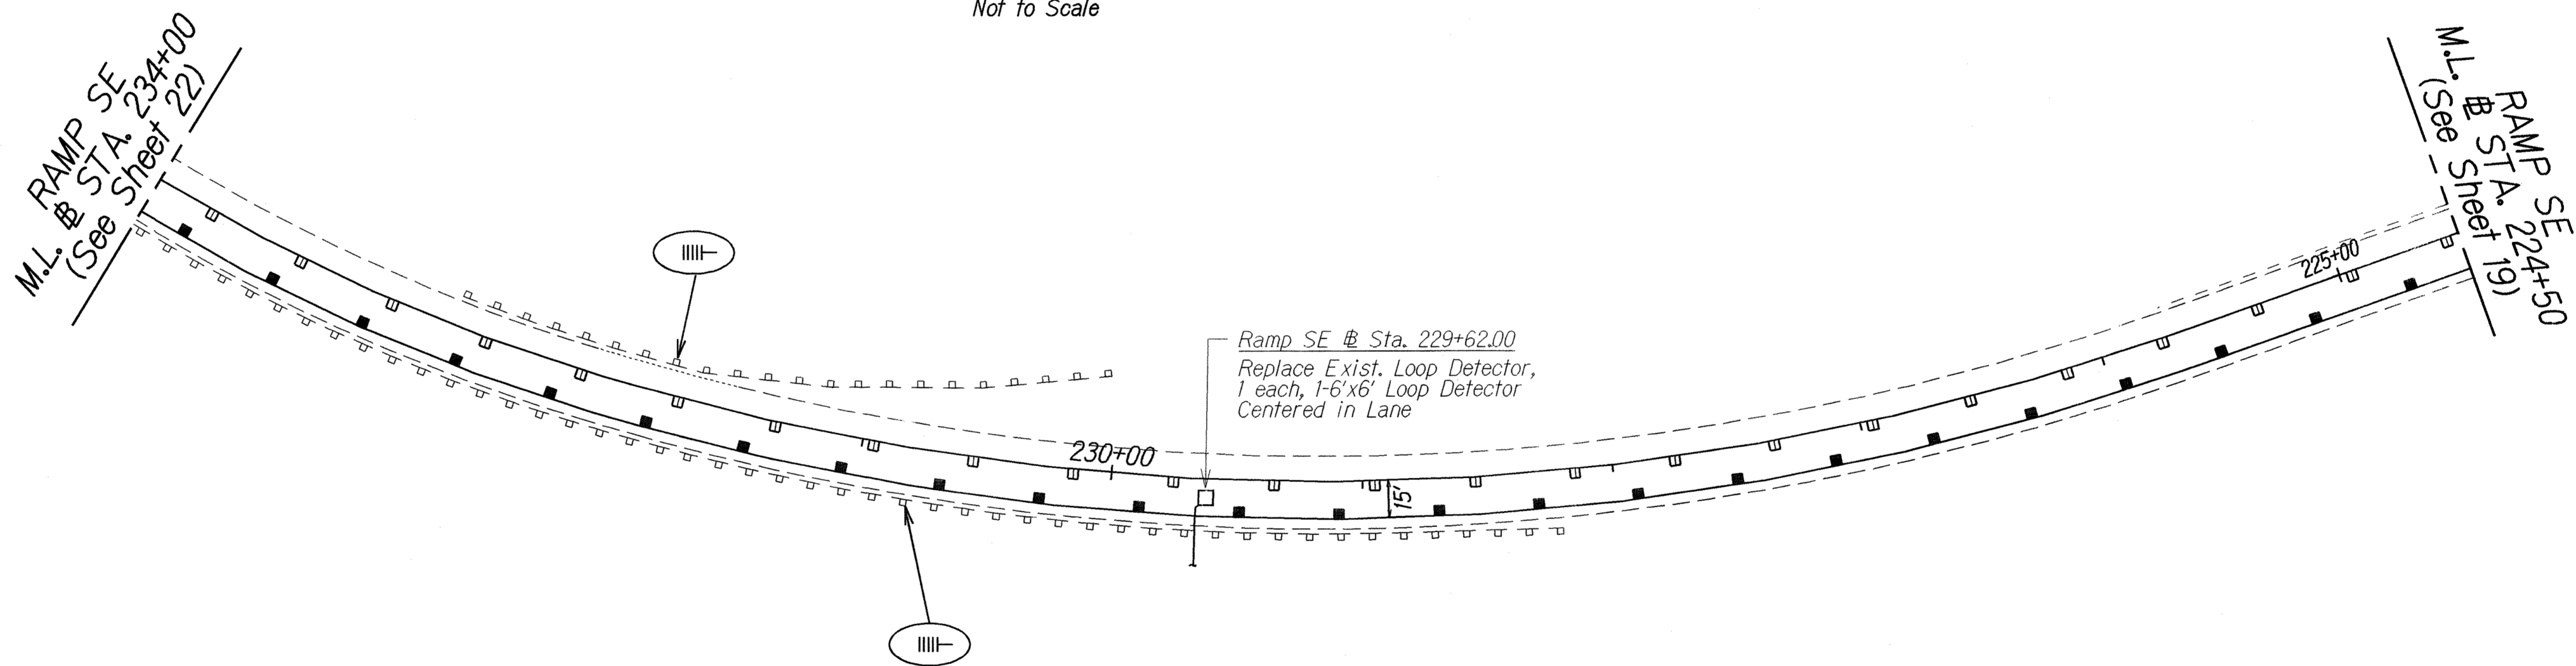 Not to Scale
RAMP SE
M.L. ℄ STA. 234+00
(See Sheet 22)
RAMP SE
M.L. ℄ STA. 224+50
(See Sheet 19)
225+00
Ramp SE ℄ Sta. 229+62.00
Replace Exist. Loop Detector,
1 each, 1-6'x6' Loop Detector
Centered in Lane
230+00
15'